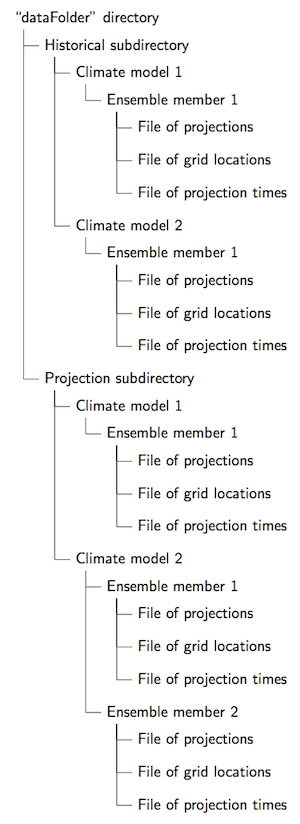 “dataFolder” directory
Historical subdirectory
Climate model 1
Ensemble member 1
File of projections
File of grid locations
File of projection times
Climate model 2
Ensemble member 1
File of projections
File of grid locations
File of projection times
Projection subdirectory
Climate model 1
Ensemble member 1
File of projections
File of grid locations
File of projection times
Climate model 2
Ensemble member 1
File of projections
File of grid locations
File of projection times
Ensemble member 2
File of projections
File of grid locations
File of projection times